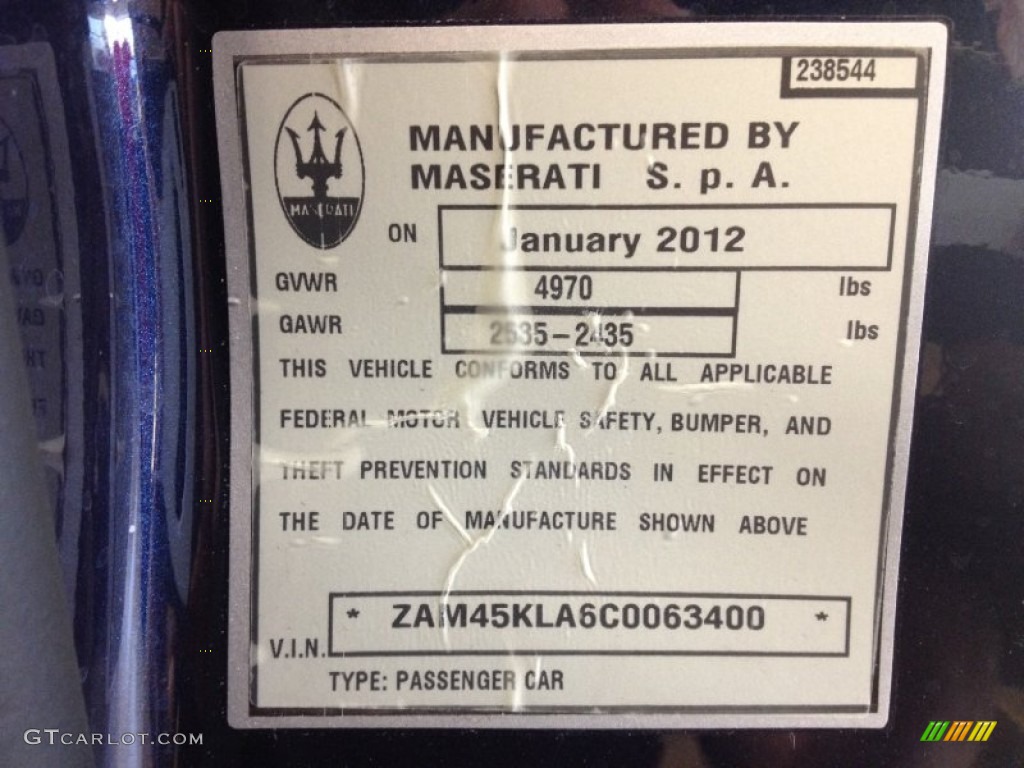 238544
MANUFACTURED BY
MASERATI S. p. A.
MASERATI
ON January 2012
GVWR 4970 lbs
GAWR 2535-2435 lbs
THIS VEHICLE CONFORMS TO ALL APPLICABLE
FEDERAL MOTOR VEHICLE SAFETY, BUMPER, AND
THEFT PREVENTION STANDARDS IN EFFECT ON
THE DATE OF MANUFACTURE SHOWN ABOVE
V.I.N. * ZAM45KLA6C0063400 *
TYPE: PASSENGER CAR
GTCARLOT.COM